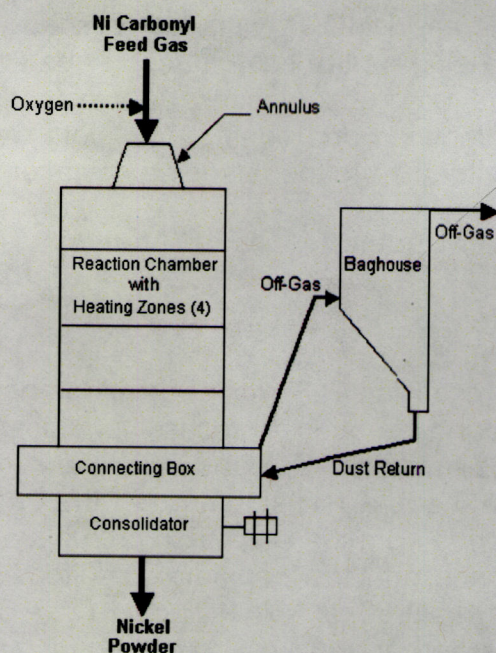 Ni Carbonyl
Feed Gas
Oxygen
Annulus
Reaction Chamber
with
Heating Zones (4)
Off-Gas
Baghouse
Off-Gas
Connecting Box
Dust Return
Consolidator
Nickel
Powder